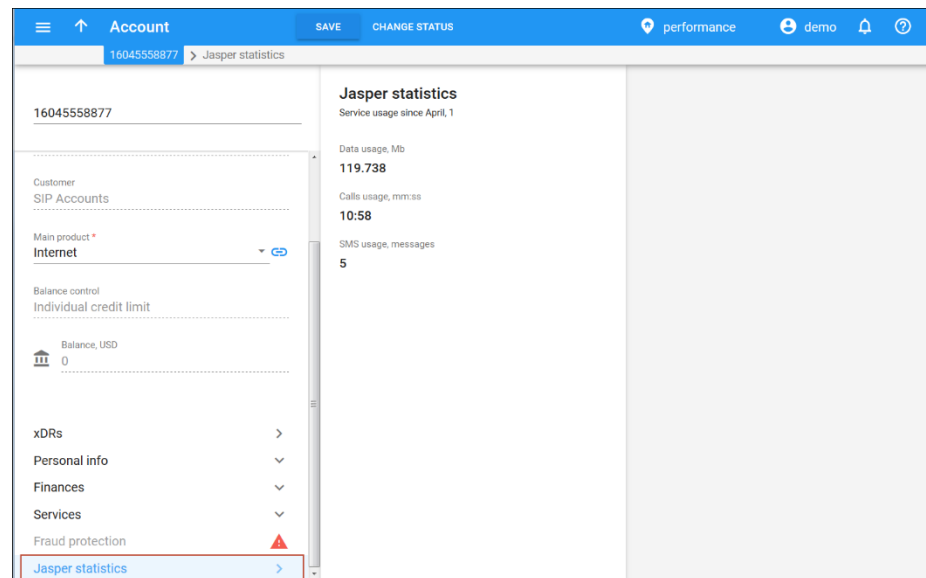 Account
SAVE
CHANGE STATUS
performance
demo
16045558877 > Jasper statistics
16045558877
Customer
SIP Accounts
Main product *
Internet
Balance control
Individual credit limit
Balance, USD
0
xDRs
Personal info
Finances
Services
Fraud protection
Jasper statistics
Jasper statistics
Service usage since April, 1
Data usage, Mb
119.738
Calls usage, mm:ss
10:58
SMS usage, messages
5